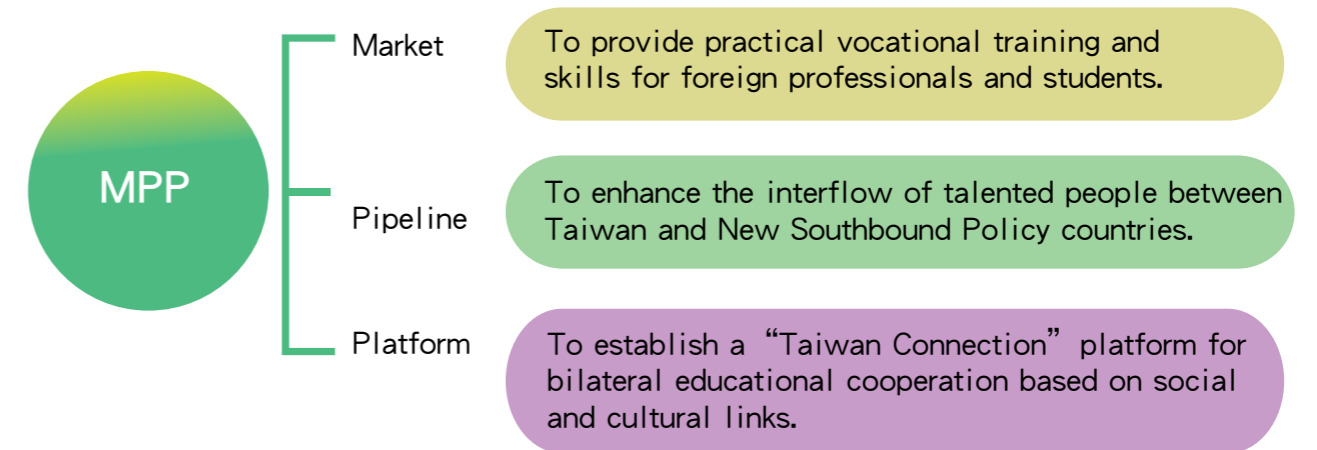 MPP
Market
To provide practical vocational training and
skills for foreign professionals and students.
Pipeline
To enhance the interflow of talented people between
Taiwan and New Southbound Policy countries.
Platform
To establish a “Taiwan Connection” platform for
bilateral educational cooperation based on social
and cultural links.